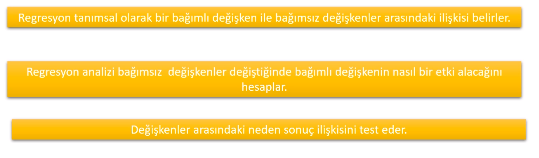 Regresyon tanımsal olarak bir bağımlı değişken ile bağımsız değişkenler arasındaki ilişkisi belirler.
Regresyon analizi bağımsız değişkenler değiştiğinde bağımlı değişkenin nasıl bir etki alacağını
hesaplar.
Değişkenler arasındaki neden sonuç ilişkisini test eder.